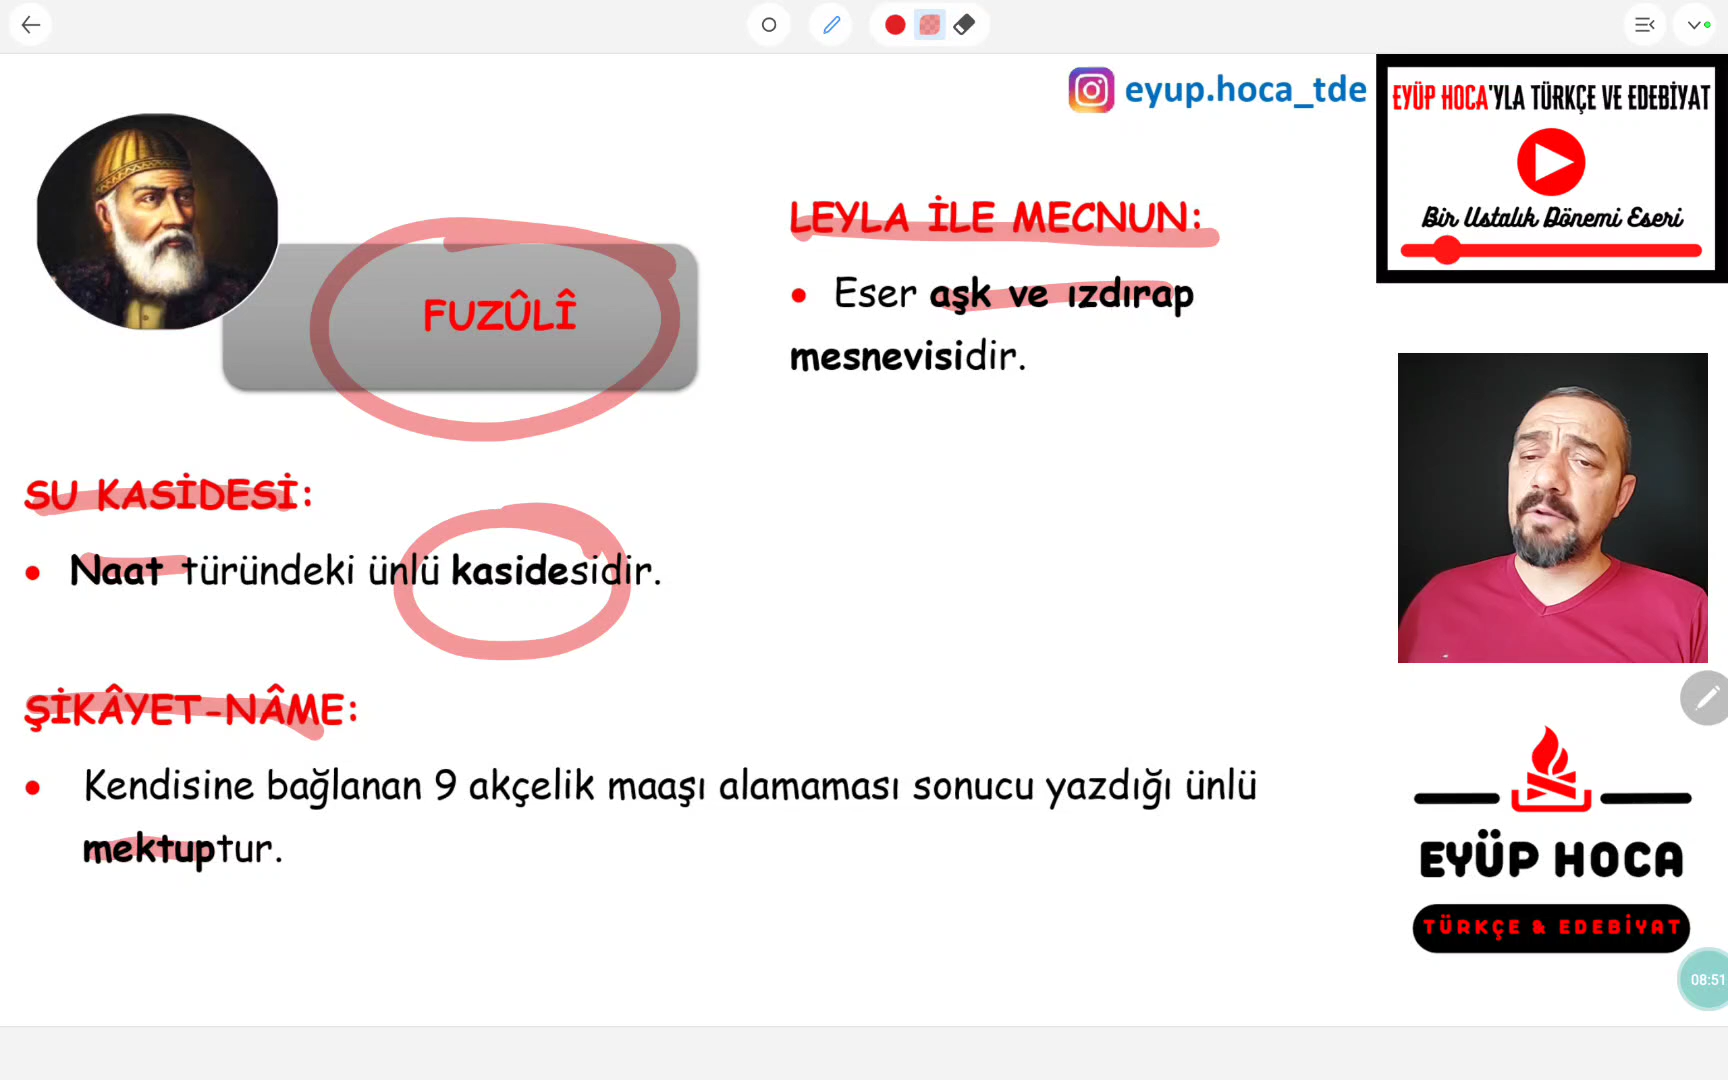 eyup.hoca_tde
EYÜP HOCA'YLA TÜRKÇE VE EDEBİYAT
Bir Ustalık Dönemi Eseri
FUZÛLÎ
LEYLA İLE MECNUN:
• Eser aşk ve ızdırap
mesnevisidir.
SU KASİDESİ:
• Naat türündeki ünlü kasidesidir.
ŞİKÂYET-NÂME:
• Kendisine bağlanan 9 akçelik maaşı alamaması sonucu yazdığı ünlü
mektuptur.
EYÜP HOCA
TÜRKÇE & EDEBİYAT
08:51